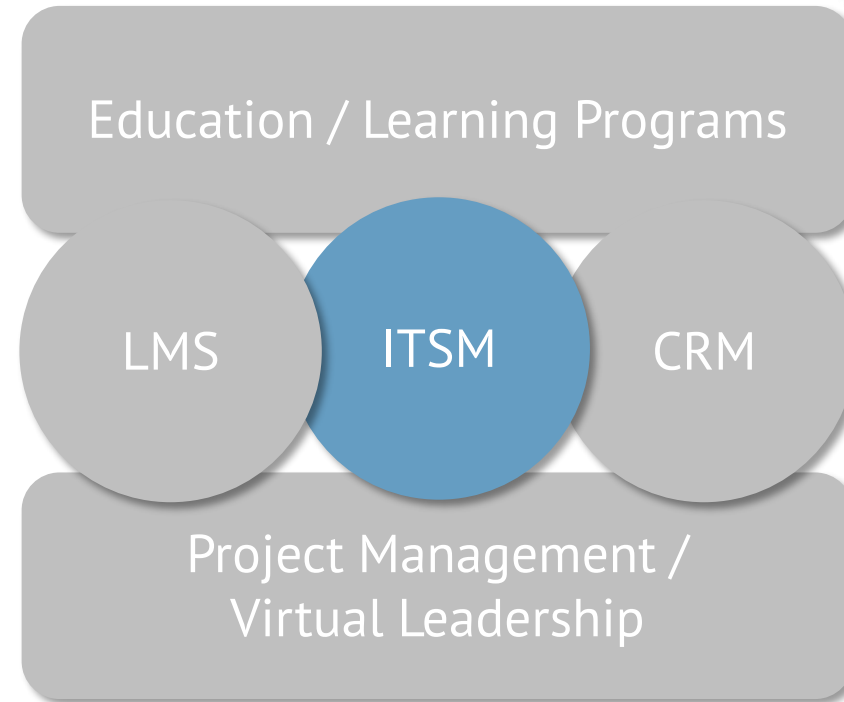 Education / Learning Programs
LMS
ITSM
CRM
Project Management /
Virtual Leadership